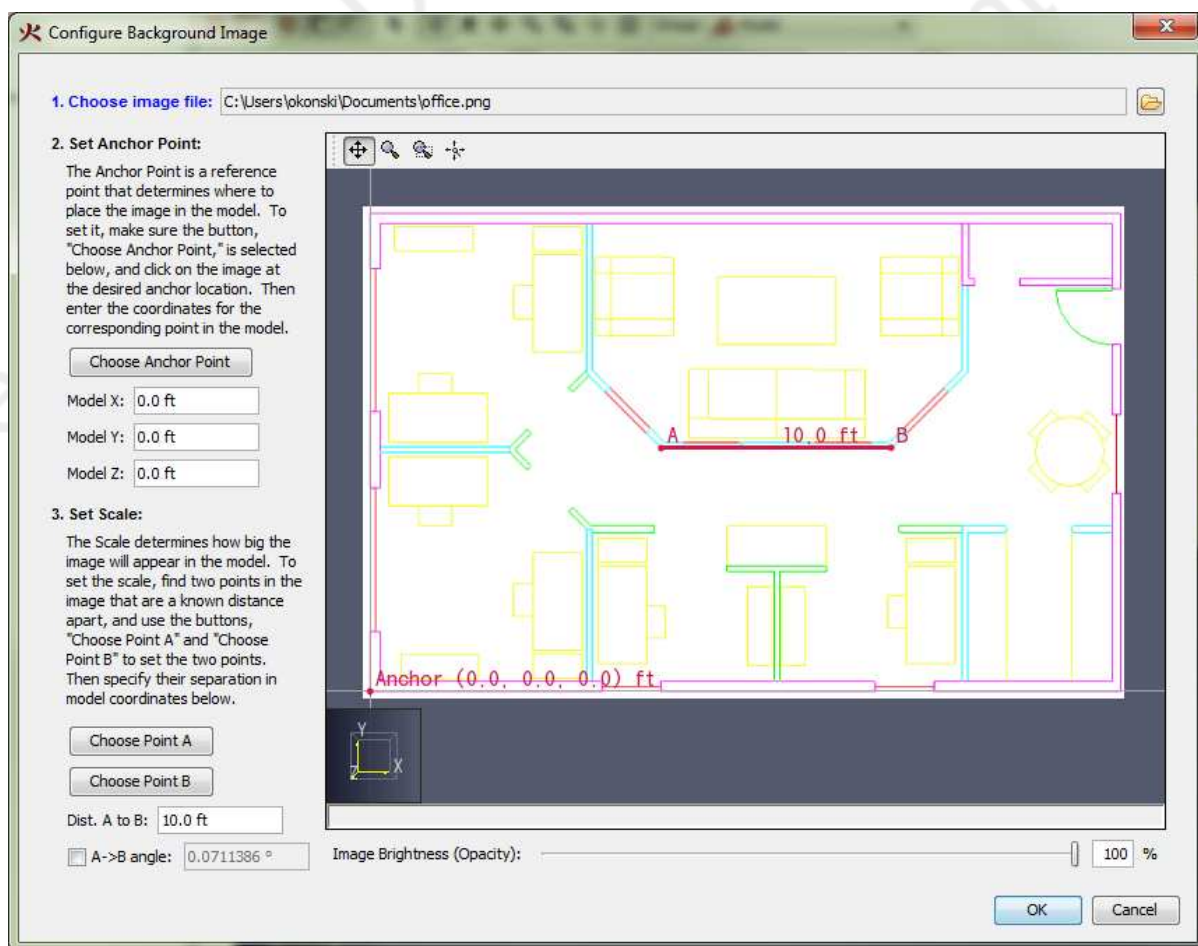 Configure Background Image
1. Choose image file: C:\Users\okonski\Documents\office.png
2. Set Anchor Point:
The Anchor Point is a reference
point that determines where to
place the image in the model. To
set it, make sure the button,
"Choose Anchor Point," is selected
below, and click on the image at
the desired anchor location. Then
enter the coordinates for the
corresponding point in the model.
Choose Anchor Point
Model X: 0.0 ft
Model Y: 0.0 ft
Model Z: 0.0 ft
3. Set Scale:
The Scale determines how big the
image will appear in the model. To
set the scale, find two points in the
image that are a known distance
apart, and use the buttons,
"Choose Point A" and "Choose
Point B" to set the two points.
Then specify their separation in
model coordinates below.
Choose Point A
Choose Point B
Dist. A to B: 10.0 ft
A->B angle: 0.0711386 °
A 10.0 ft B
Anchor (0.0, 0.0, 0.0) ft
Y
Z X
Image Brightness (Opacity): 100 %
OK Cancel